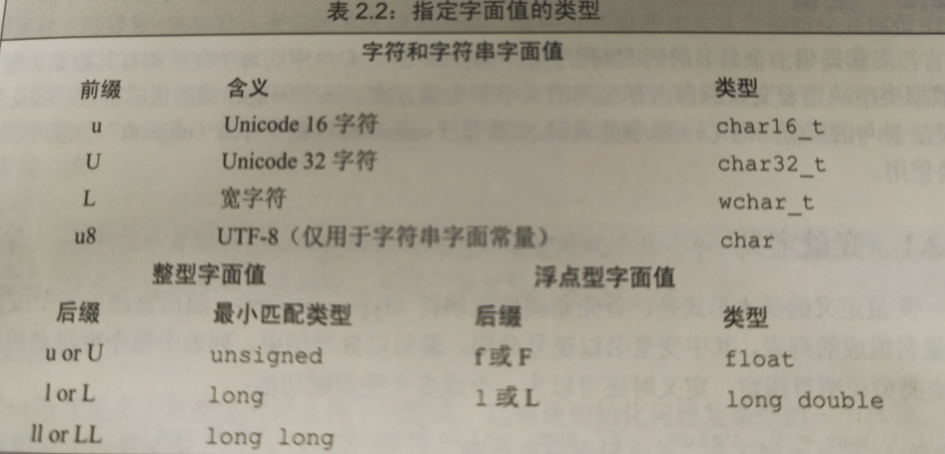 表 2.2：指定字面值的类型
字符和字符串字面值
前缀 含义 类型
u Unicode 16 字符 char16_t
U Unicode 32 字符 char32_t
L 宽字符 wchar_t
u8 UTF-8（仅用于字符串字面常量） char
整型字面值 浮点型字面值
后缀 最小匹配类型 后缀 类型
u or U unsigned f 或 F float
l or L long l 或 L long double
ll or LL long long